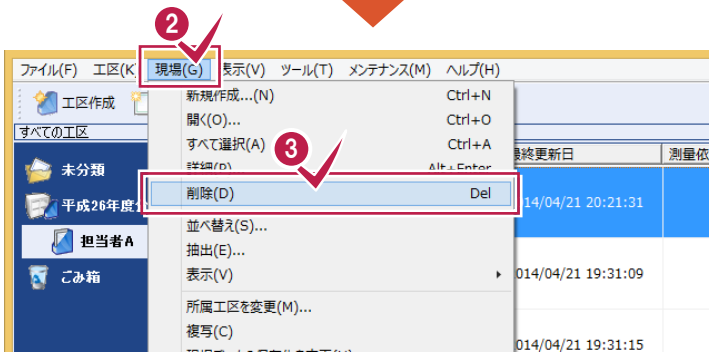 2
ファイル(F) 工区(K) 現場(G) 表示(V) ツール(T) メンテナンス(M) ヘルプ(H)
工区作成
新規作成...(N) Ctrl+N
開く(O)... Ctrl+O
すべて選択(A) Ctrl+A
3
詳細(P) Alt+Enter
削除(D) Del
並べ替え(S)...
抽出(E)...
表示(V)
所属工区を変更(M)...
複写(C)
すべての工区
未分類
平成26年度
担当者A
ごみ箱
最終更新日 測量依
2014/04/21 20:21:31
2014/04/21 19:31:09
2014/04/21 19:31:15